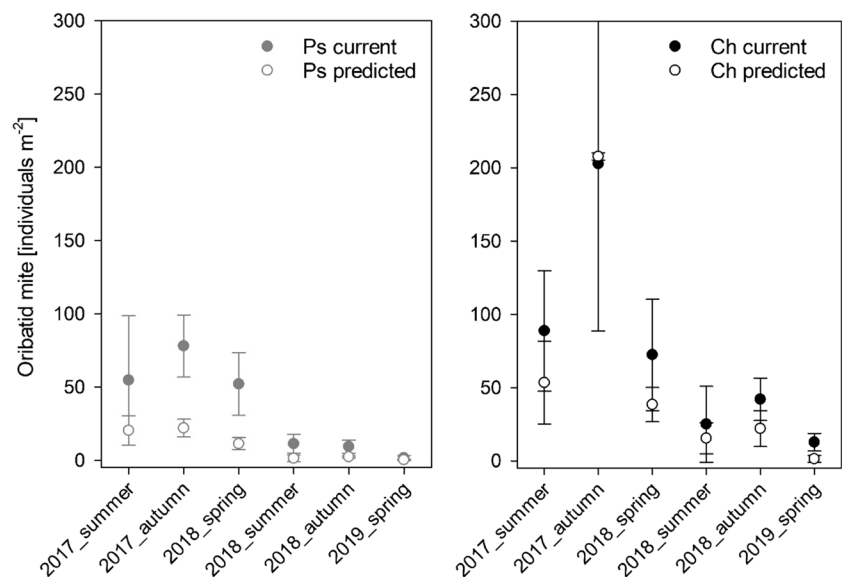 Oribatid mite [individuals m⁻²]
300
250
200
150
100
50
0
Ps current
Ps predicted
2017_summer
2017_autumn
2018_spring
2018_summer
2018_autumn
2019_spring
300
250
200
150
100
50
0
Ch current
Ch predicted
2017_summer
2017_autumn
2018_spring
2018_summer
2018_autumn
2019_spring